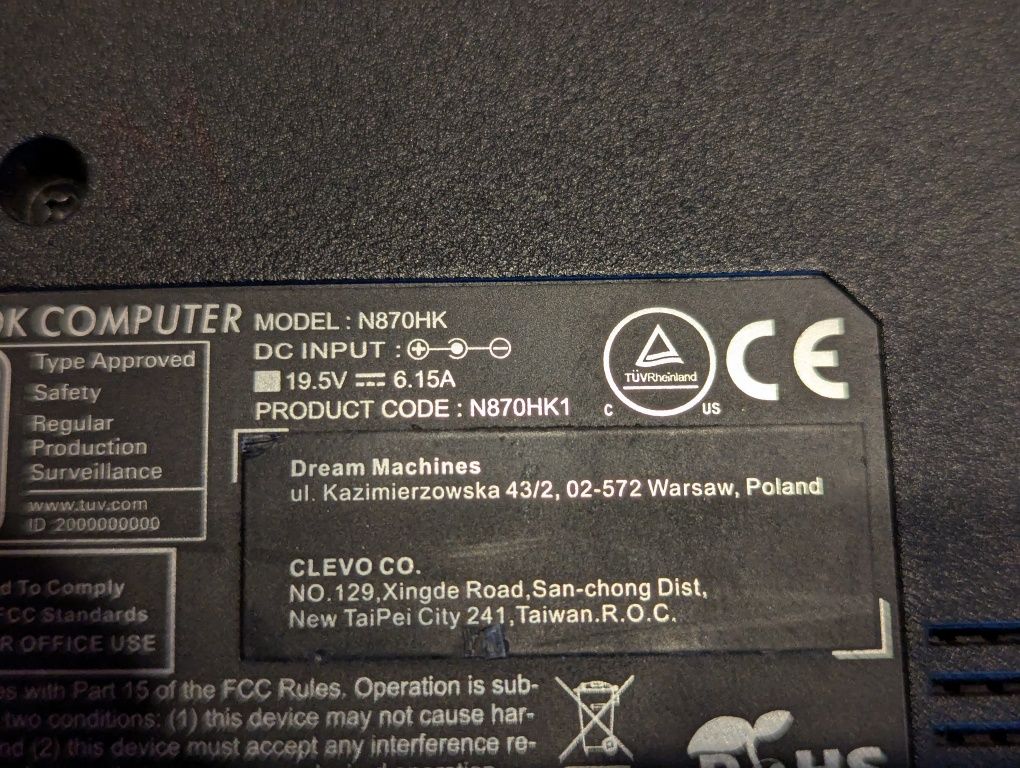 OK COMPUTER
MODEL : N870HK
DC INPUT :
19.5V 6.15A
PRODUCT CODE : N870HK1
Type Approved
Safety
Regular
Production
Surveillance
www.tuv.com
ID 2000000000
TÜVRheinland
C US
CE
Dream Machines
ul. Kazimierzowska 43/2, 02-572 Warsaw, Poland
CLEVO CO.
NO.129,Xingde Road,San-chong Dist,
New TaiPei City 241,Taiwan.R.O.C.
d To Comply
FCC Standards
R OFFICE USE
es with Part 15 of the FCC Rules. Operation is sub-
two conditions: (1) this device may not cause har-
nd (2) this device must accept any interference re-
RoHS